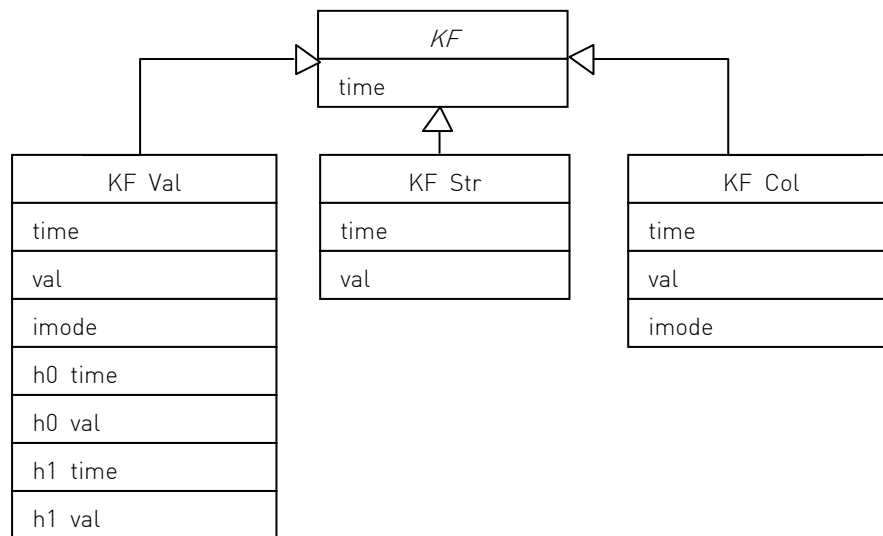 KF
time
KF Val
time
val
imode
h0 time
h0 val
h1 time
h1 val
KF Str
time
val
KF Col
time
val
imode